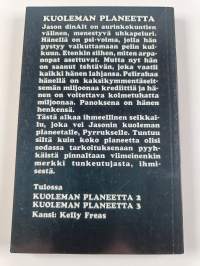 KUOLEMAN PLANEETTA
Jason dinAlt on aurinkokuntien
välinen, menestyvä uhkapeluri.
Hänellä on psi-voima, jolla hän
pystyy vaikuttamaan pelin kul-
kuun. Etenkin silloin, miten arpa-
nopat asettuvat. Mutta nyt hän
on saanut tehtävän, joka vaatii
kaikki hänen lahjansa. Pelirahaa
hänellä on kaksikymmentäseit-
semän miljoonaa krediittiä ja hä-
nen on voitettava kolmetuhatta
miljoonaa. Panoksena on hänen
henkensä.
Tästä alkaa ihmeellinen seikkai-
lu, joka vei Jasonin kuoleman
planeetalle, Pyrrukselle. Tuntuu
siltä kuin koko planeetta olisi
sodassa tarkoituksenaan pyyh-
käistä pinnaltaan viimeinenkin
merkki tunkeutujasta, ihmi-
sestä.
Tulossa
KUOLEMAN PLANEETTA 2
KUOLEMAN PLANEETTA 3
Kansi: Kelly Freas